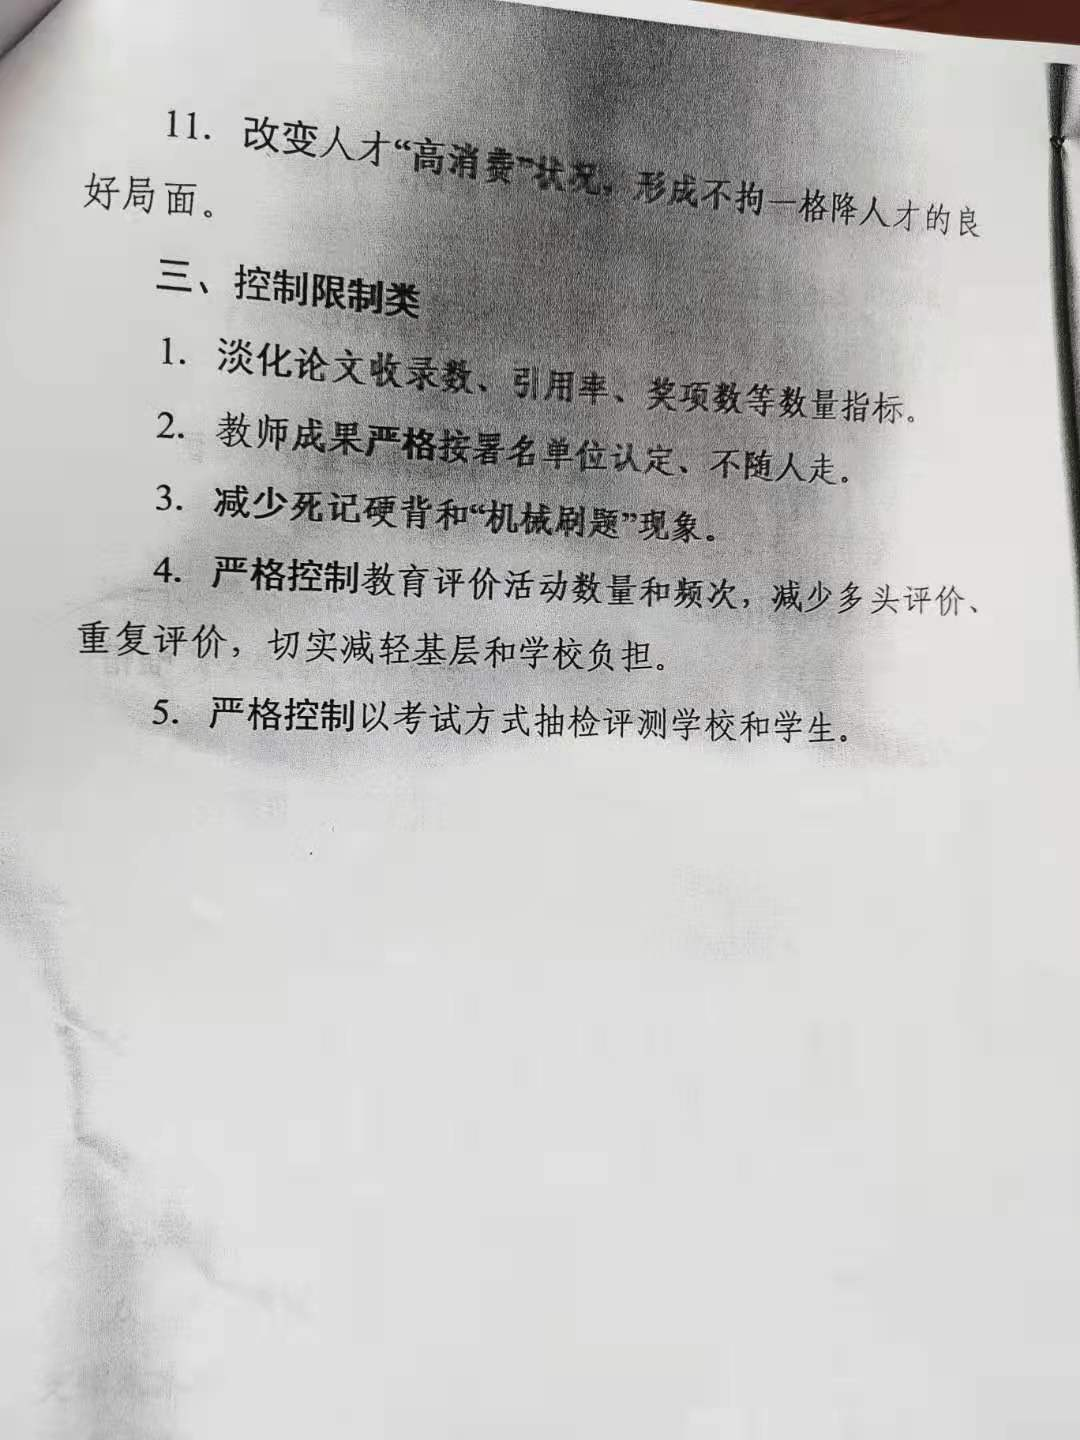 11. 改变人才“高消费”状况，形成不拘一格降人才的良
好局面。
三、控制限制类
1. 淡化论文收录数、引用率、奖项数等数量指标。
2. 教师成果严格按署名单位认定、不随人走。
3. 减少死记硬背和“机械刷题”现象。
4. 严格控制教育评价活动数量和频次，减少多头评价、
重复评价，切实减轻基层和学校负担。
5. 严格控制以考试方式抽检评测学校和学生。